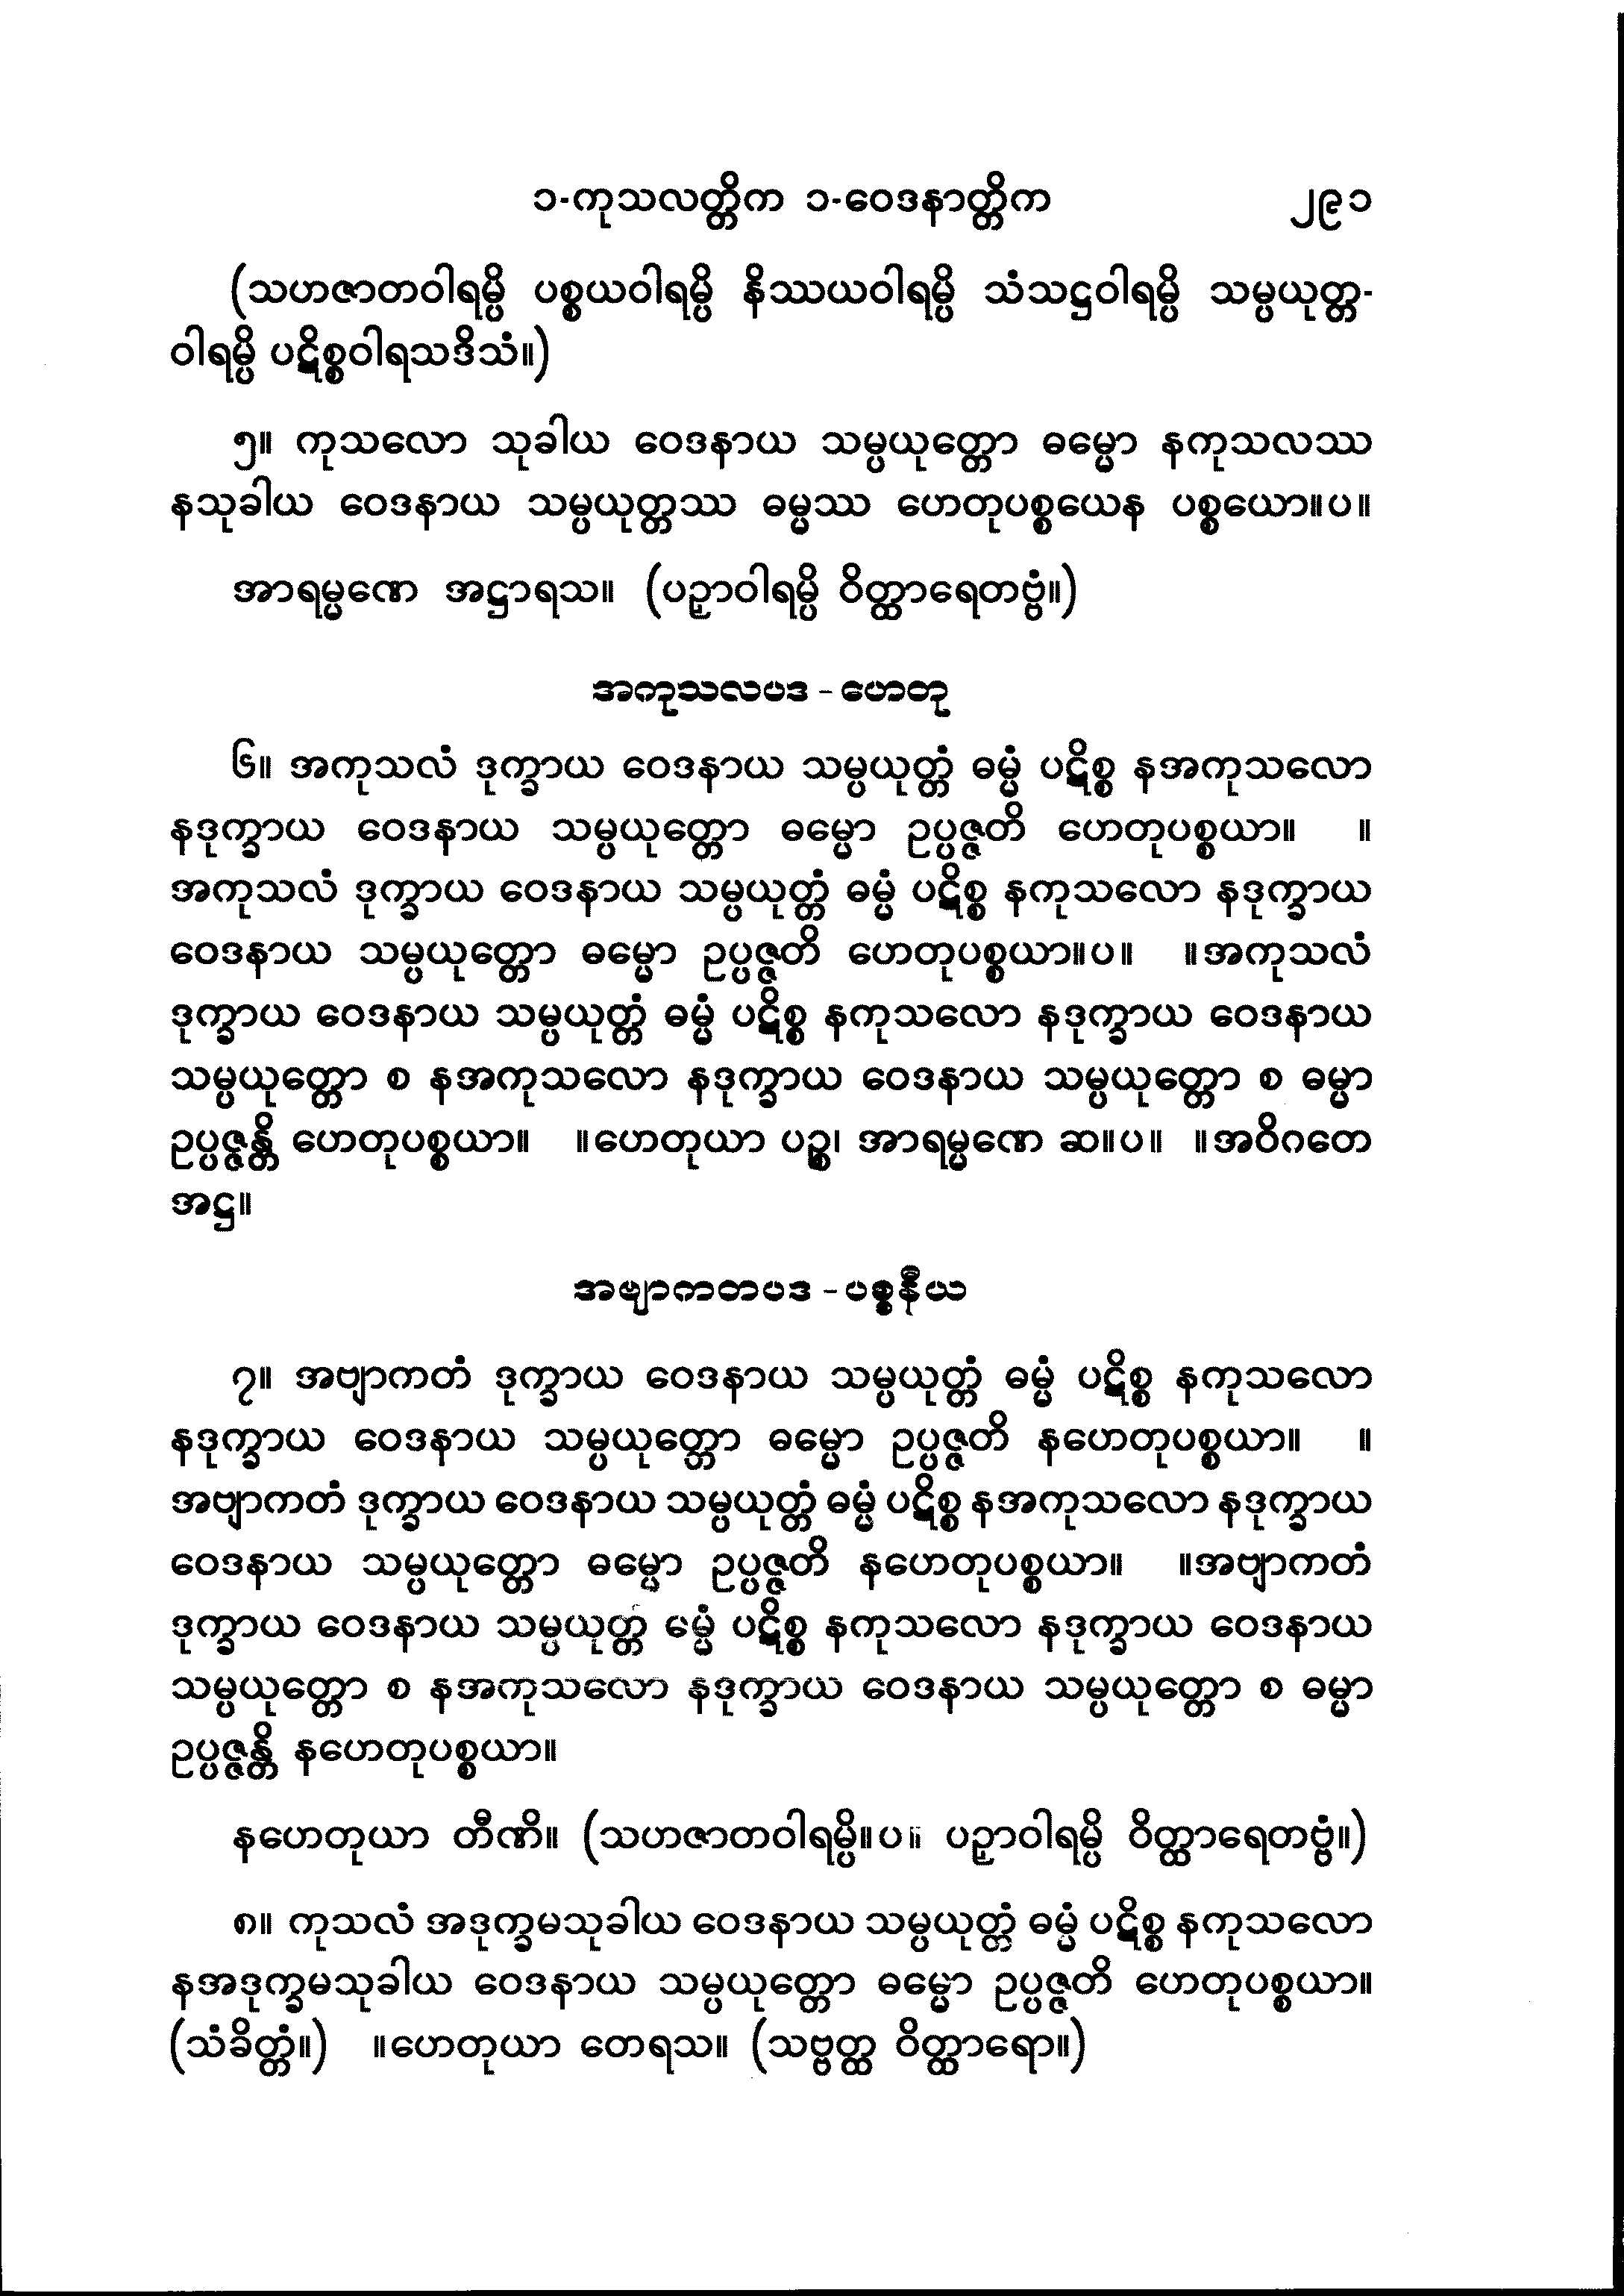 ၁-ကုသလတ္တိက ၁-ဝေဒနာတ္တိက ၂၉၁
(သဟဇာတဝါရမ္ပိ ပစ္စယဝါရမ္ပိ နိဿယဝါရမ္ပိ သံသဋ္ဌဝါရမ္ပိ သမ္ပယုတ္တ-
ဝါရမ္ပိ ပဋိစ္စဝါရသဒိသံ။)
၅။ ကုသလော သုခါယ ဝေဒနာယ သမ္ပယုတ္တော ဓမ္မော နကုသလဿ
နသုခါယ ဝေဒနာယ သမ္ပယုတ္တဿ ဓမ္မဿ ဟေတုပစ္စယေန ပစ္စယော။ပ။
အာရမ္မဏေ အဋ္ဌာရသ။ (ပဉှာဝါရမ္ပိ ဝိတ္ထာရေတဗ္ဗံ။)
အကုသလပဒ - ဟေတု
၆။ အကုသလံ ဒုက္ခာယ ဝေဒနာယ သမ္ပယုတ္တံ ဓမ္မံ ပဋိစ္စ နအကုသလော
နဒုက္ခာယ ဝေဒနာယ သမ္ပယုတ္တော ဓမ္မော ဥပ္ပဇ္ဇတိ ဟေတုပစ္စယာ။ ။
အကုသလံ ဒုက္ခာယ ဝေဒနာယ သမ္ပယုတ္တံ ဓမ္မံ ပဋိစ္စ နကုသလော နဒုက္ခာယ
ဝေဒနာယ သမ္ပယုတ္တော ဓမ္မော ဥပ္ပဇ္ဇတိ ဟေတုပစ္စယာ။ပ။ ။အကုသလံ
ဒုက္ခာယ ဝေဒနာယ သမ္ပယုတ္တံ ဓမ္မံ ပဋိစ္စ နကုသလော နဒုက္ခာယ ဝေဒနာယ
သမ္ပယုတ္တော စ နအကုသလော နဒုက္ခာယ ဝေဒနာယ သမ္ပယုတ္တော စ ဓမ္မာ
ဥပ္ပဇ္ဇန္တိ ဟေတုပစ္စယာ။ ။ဟေတုယာ ပဉ္စ၊ အာရမ္မဏေ ဆ။ပ။ ။အဝိဂတေ
အဋ္ဌ။
အဗျာကတပဒ - ပစ္စနီယ
၇။ အဗျာကတံ ဒုက္ခာယ ဝေဒနာယ သမ္ပယုတ္တံ ဓမ္မံ ပဋိစ္စ နကုသလော
နဒုက္ခာယ ဝေဒနာယ သမ္ပယုတ္တော ဓမ္မော ဥပ္ပဇ္ဇတိ နဟေတုပစ္စယာ။ ။
အဗျာကတံ ဒုက္ခာယ ဝေဒနာယ သမ္ပယုတ္တံ ဓမ္မံ ပဋိစ္စ နအကုသလော နဒုက္ခာယ
ဝေဒနာယ သမ္ပယုတ္တော ဓမ္မော ဥပ္ပဇ္ဇတိ နဟေတုပစ္စယာ။ ။အဗျာကတံ
ဒုက္ခာယ ဝေဒနာယ သမ္ပယုတ္တံ ဓမ္မံ ပဋိစ္စ နကုသလော နဒုက္ခာယ ဝေဒနာယ
သမ္ပယုတ္တော စ နအကုသလော နဒုက္ခာယ ဝေဒနာယ သမ္ပယုတ္တော စ ဓမ္မာ
ဥပ္ပဇ္ဇန္တိ နဟေတုပစ္စယာ။
နဟေတုယာ တီဏိ။ (သဟဇာတဝါရမ္ပိ။ပ။ ပဉှာဝါရမ္ပိ ဝိတ္ထာရေတဗ္ဗံ။)
၈။ ကုသလံ အဒုက္ခမသုခါယ ဝေဒနာယ သမ္ပယုတ္တံ ဓမ္မံ ပဋိစ္စ နကုသလော
နအဒုက္ခမသုခါယ ဝေဒနာယ သမ္ပယုတ္တော ဓမ္မော ဥပ္ပဇ္ဇတိ ဟေတုပစ္စယာ။
(သံခိတ္တံ။) ။ဟေတုယာ တေရသ။ (သဗ္ဗတ္ထ ဝိတ္ထာရော။)